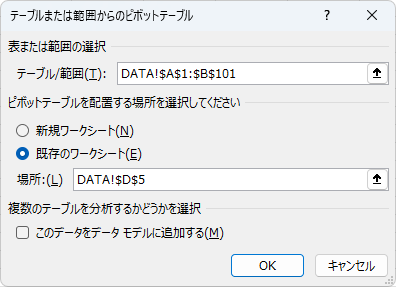 テーブルまたは範囲からのピボットテーブル
表または範囲の選択
テーブル/範囲(T): DATA!$A$1:$B$101
ピボットテーブルを配置する場所を選択してください
新規ワークシート(N)
既存のワークシート(E)
場所:(L) DATA!$D$5
複数のテーブルを分析するかどうかを選択
このデータをデータ モデルに追加する(M)
OK キャンセル